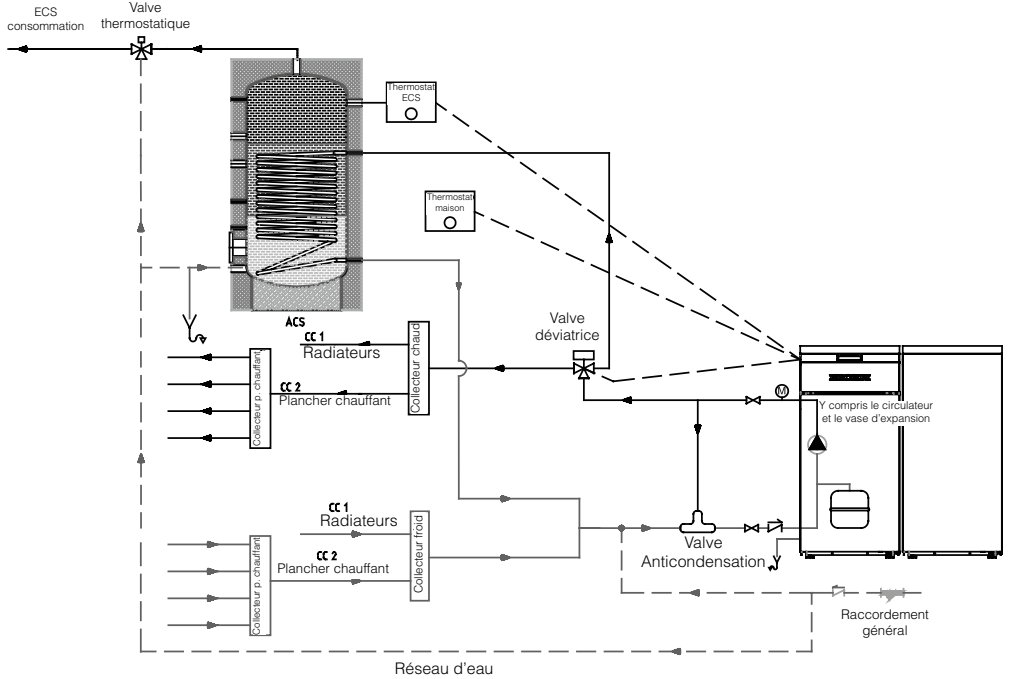 ECS
consommation
Valve
thermostatique
Thermostat
ECS
Thermostat
maison
ACS
CC 1
Radiateurs
CC 2
Plancher chauffant
Collecteur chaud
Collecteur p. chauffant
Valve
déviatrice
M
Y compris le circulateur
et le vase d'expansion
CC 1
Radiateurs
CC 2
Plancher chauffant
Collecteur froid
Collecteur p. chauffant
Valve
Anticondensation
Raccordement
général
Réseau d'eau